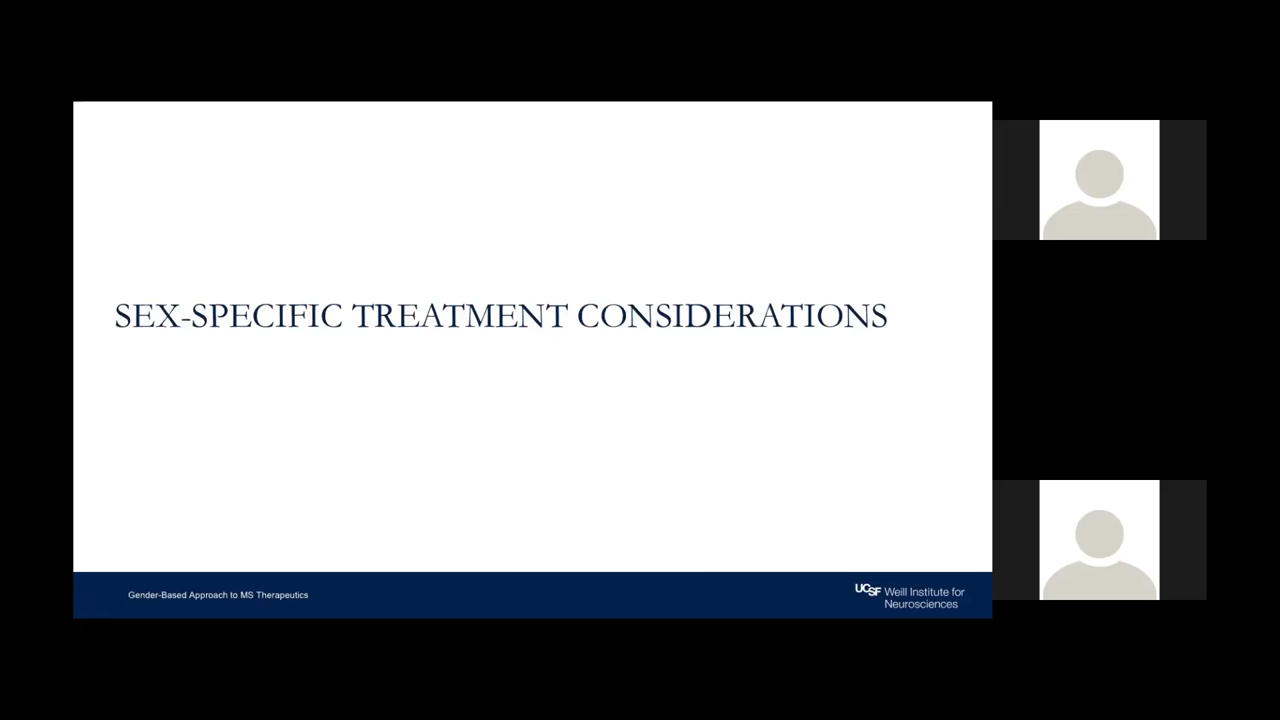 SEX-SPECIFIC TREATMENT CONSIDERATIONS
Gender-Based Approach to MS Therapeutics
UCSF Weill Institute for
Neurosciences